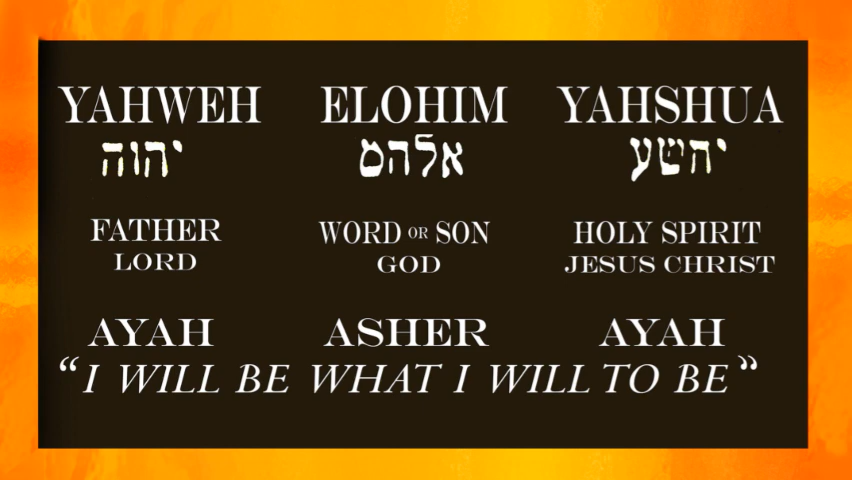 YAHWEH ELOHIM YAHSHUA
יהוה אלהם יהשע
FATHER WORD OR SON HOLY SPIRIT
LORD GOD JESUS CHRIST
AYAH ASHER AYAH
“I WILL BE WHAT I WILL TO BE”